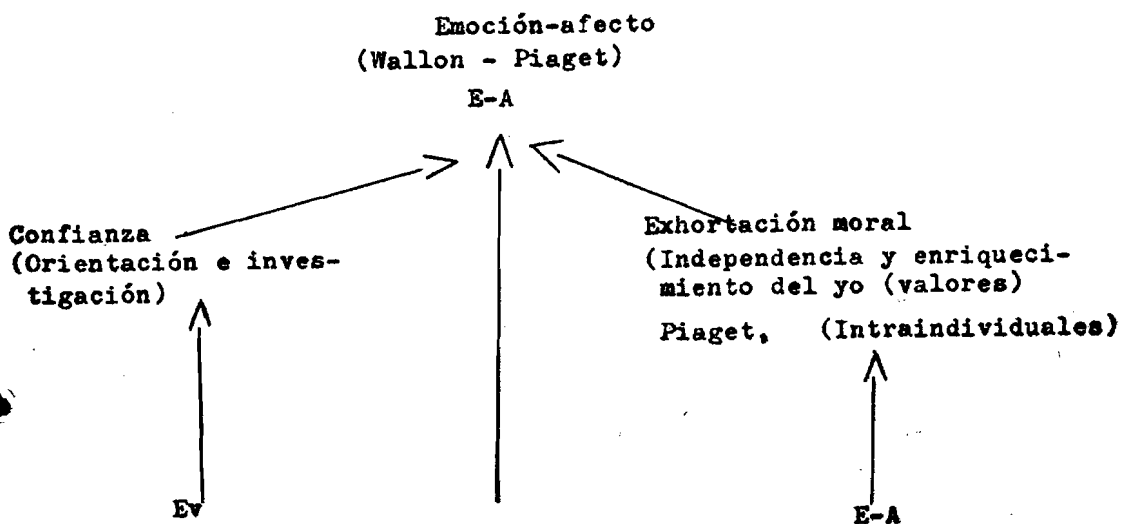 Emoción-afecto
(Wallon - Piaget)
E-A
Confianza
(Orientación e inves-
tigación)
Exhortación moral
(Independencia y enriqueci-
miento del yo (valores)
Piaget, (Intraindividuales)
Ev
E-A